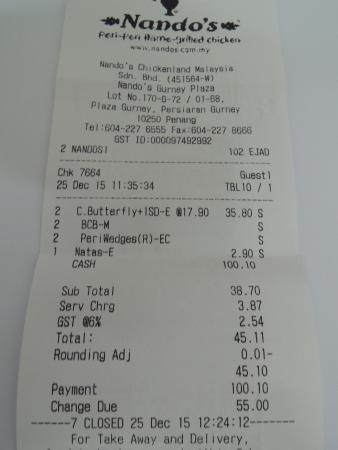 Nando's
Peri-Peri flame-grilled chicken
www.nandos.com.my
Nando's Chickenland Malaysia
Sdn. Bhd. (451564-W)
Nando's Gurney Plaza
Lot No.170-G-72 / 01-68,
Plaza Gurney, Persiaran Gurney
10250 Penang
Tel:604-227 6555 Fax:604-227 8666
GST ID:000097492992
2 NANDOS1 102 EJAD
Chk 7664 Guest1
25 Dec 15 11:35:34 TBL10 / 1
2 C.Butterfly+1SD-E @17.90 35.80 S
2 BCB-M S
2 PeriWedges(R)-EC S
1 Natas-E 2.90 S
CASH 100.10
Sub Total 38.70
Serv Chrg 3.87
GST @6% 2.54
Total: 45.11
Rounding Adj 0.01-
45.10
Payment 100.10
Change Due 55.00
-----7 CLOSED 25 Dec 15 12:24:12-------
For Take Away and Delivery,